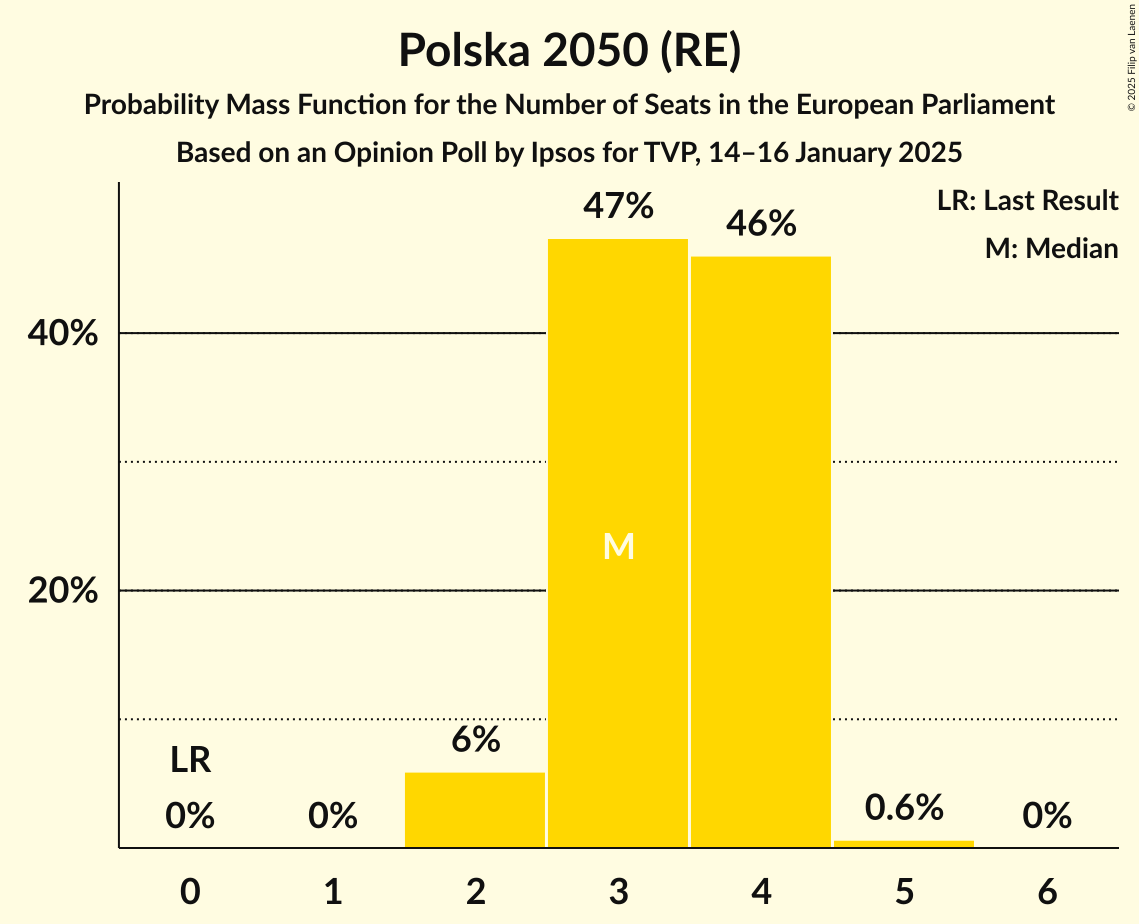 Polska 2050 (RE)
Probability Mass Function for the Number of Seats in the European Parliament
Based on an Opinion Poll by Ipsos for TVP, 14–16 January 2025
© 2025 Filip van Laenen
LR: Last Result
M: Median
47%
46%
40%
M
20%
6%
LR
0%
0%
0.6%
0%
0 1 2 3 4 5 6